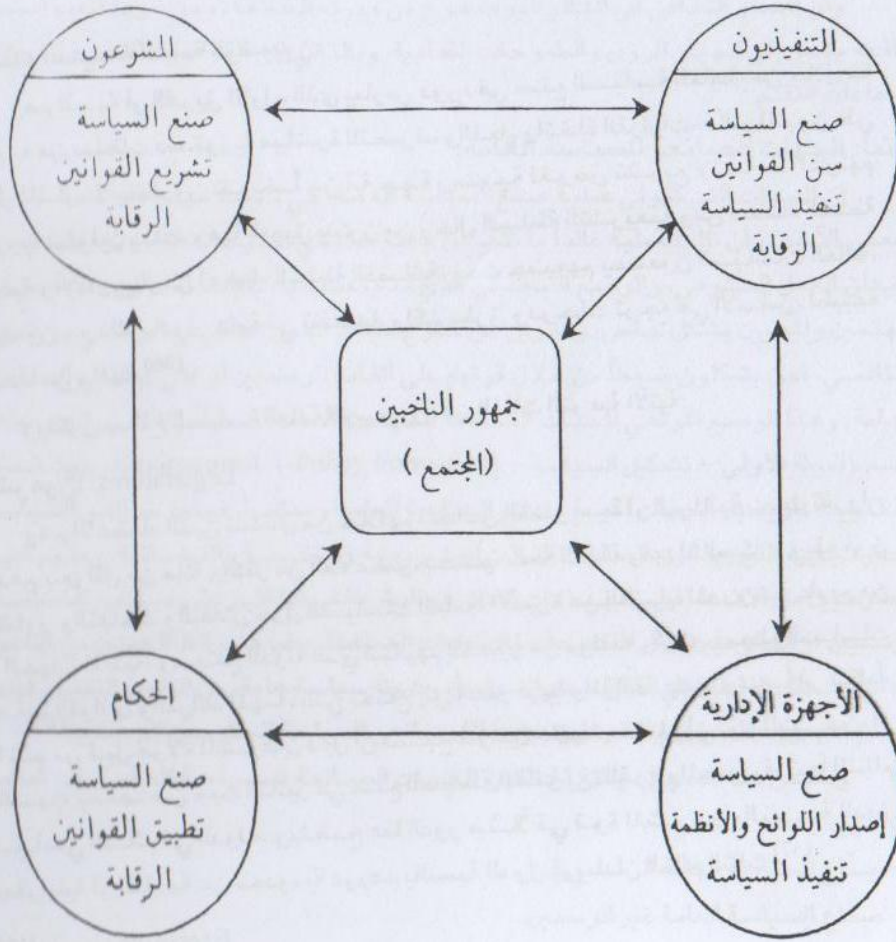 التنفيذيون
صنع السياسة
سن القوانين
تنفيذ السياسة
الرقابة
المشرعون
صنع السياسة
تشريع القوانين
الرقابة
جمهور الناخبين
(المجتمع)
الأجهزة الإدارية
صنع السياسة
إصدار اللوائح والأنظمة
تنفيذ السياسة
الحكام
صنع السياسة
تطبيق القوانين
الرقابة